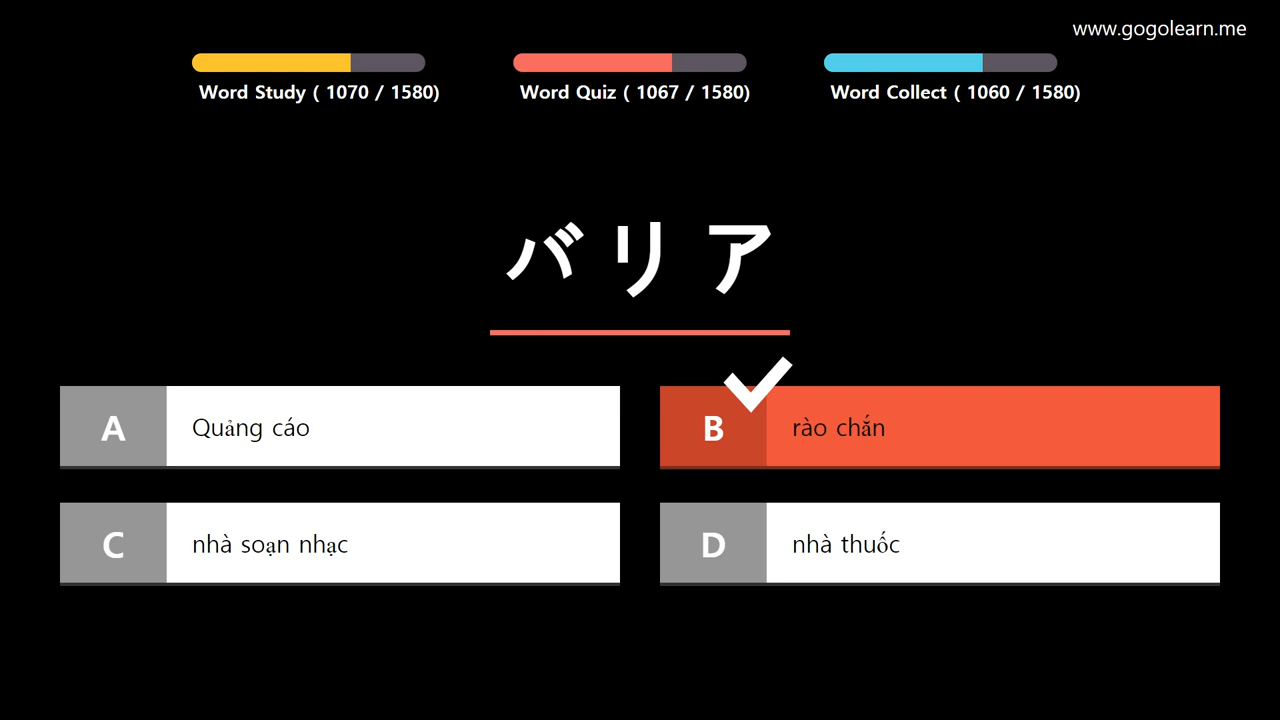 www.gogolearn.me
Word Study ( 1070 / 1580)
Word Quiz ( 1067 / 1580)
Word Collect ( 1060 / 1580)
バリア
A Quảng cáo
B rào chắn
C nhà soạn nhạc
D nhà thuốc